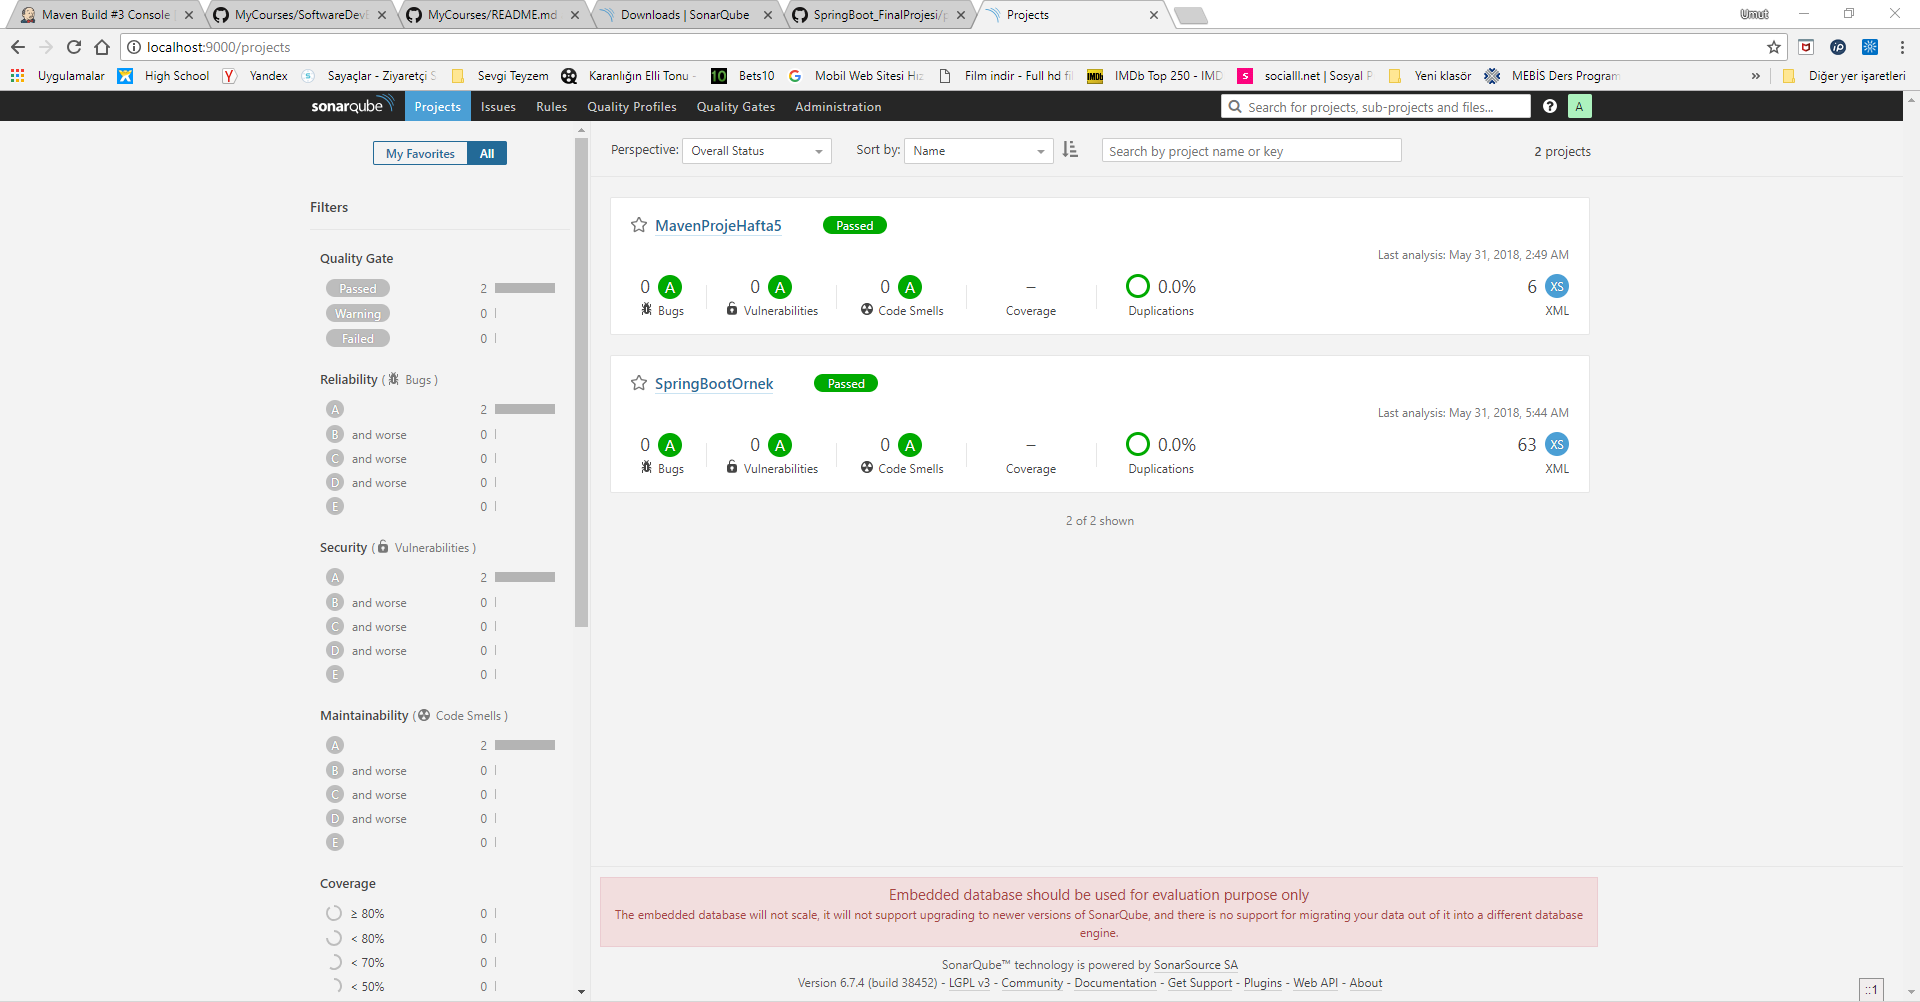 Maven Build #3 Console
MyCourses/SoftwareDevE
MyCourses/README.md
Downloads | SonarQube
SpringBoot_FinalProjesi/p
Projects
Umut
localhost:9000/projects
Uygulamalar
High School
Yandex
Sayaçlar - Ziyaretçi S
Sevgi Teyzem
Karanlığın Elli Tonu -
Bets10
Mobil Web Sitesi Hız
Film indir - Full hd fil
IMDb Top 250 - IMD
socialll.net | Sosyal P
Yeni klasör
MEBİS Ders Program
»
Diğer yer işaretleri
sonarqube Projects Issues Rules Quality Profiles Quality Gates Administration
Search for projects, sub-projects and files...
? A
My Favorites All
Perspective: Overall Status
Sort by: Name
Search by project name or key
2 projects
Filters
Quality Gate
Passed 2
Warning 0
Failed 0
Reliability ( Bugs )
A 2
B and worse 0
C and worse 0
D and worse 0
E 0
Security ( Vulnerabilities )
A 2
B and worse 0
C and worse 0
D and worse 0
E 0
Maintainability ( Code Smells )
A 2
B and worse 0
C and worse 0
D and worse 0
E 0
Coverage
≥ 80% 0
< 80% 0
< 70% 0
< 50% 0
MavenProjeHafta5 Passed
Last analysis: May 31, 2018, 2:49 AM
0 A 0 A 0 A – 0.0% 6 XS
Bugs Vulnerabilities Code Smells Coverage Duplications XML
SpringBootOrnek Passed
Last analysis: May 31, 2018, 5:44 AM
0 A 0 A 0 A – 0.0% 63 XS
Bugs Vulnerabilities Code Smells Coverage Duplications XML
2 of 2 shown
Embedded database should be used for evaluation purpose only
The embedded database will not scale, it will not support upgrading to newer versions of SonarQube, and there is no support for migrating your data out of it into a different database
engine.
SonarQube™ technology is powered by SonarSource SA
Version 6.7.4 (build 38452) - LGPL v3 - Community - Documentation - Get Support - Plugins - Web API - About
::1